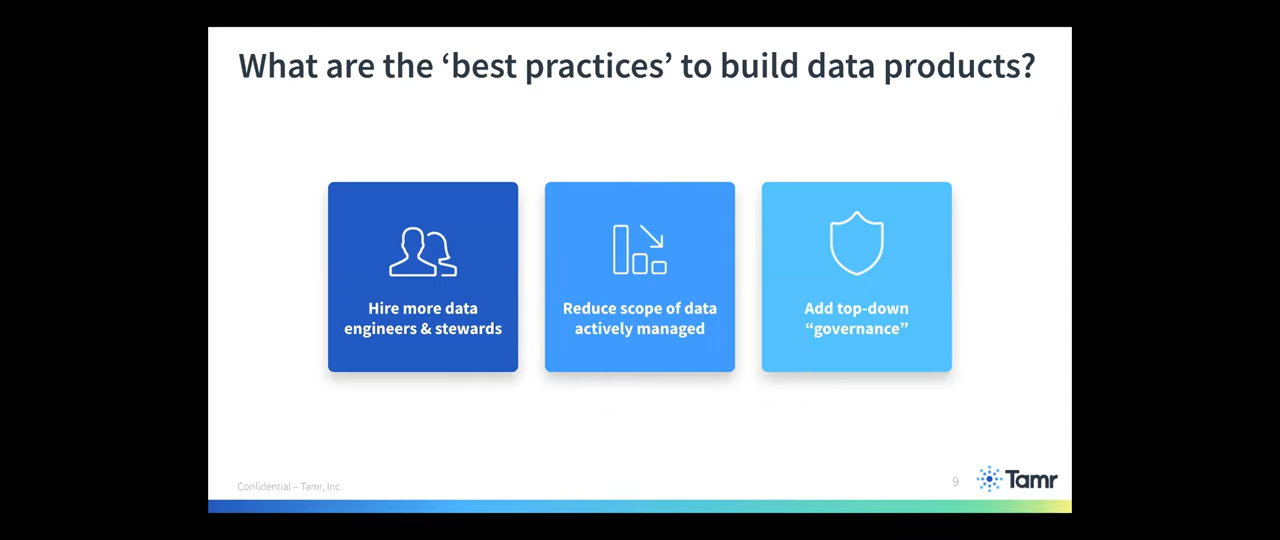 What are the ‘best practices’ to build data products?
Hire more data
engineers & stewards
Reduce scope of data
actively managed
Add top-down
“governance”
Confidential – Tamr, Inc.
9
Tamr